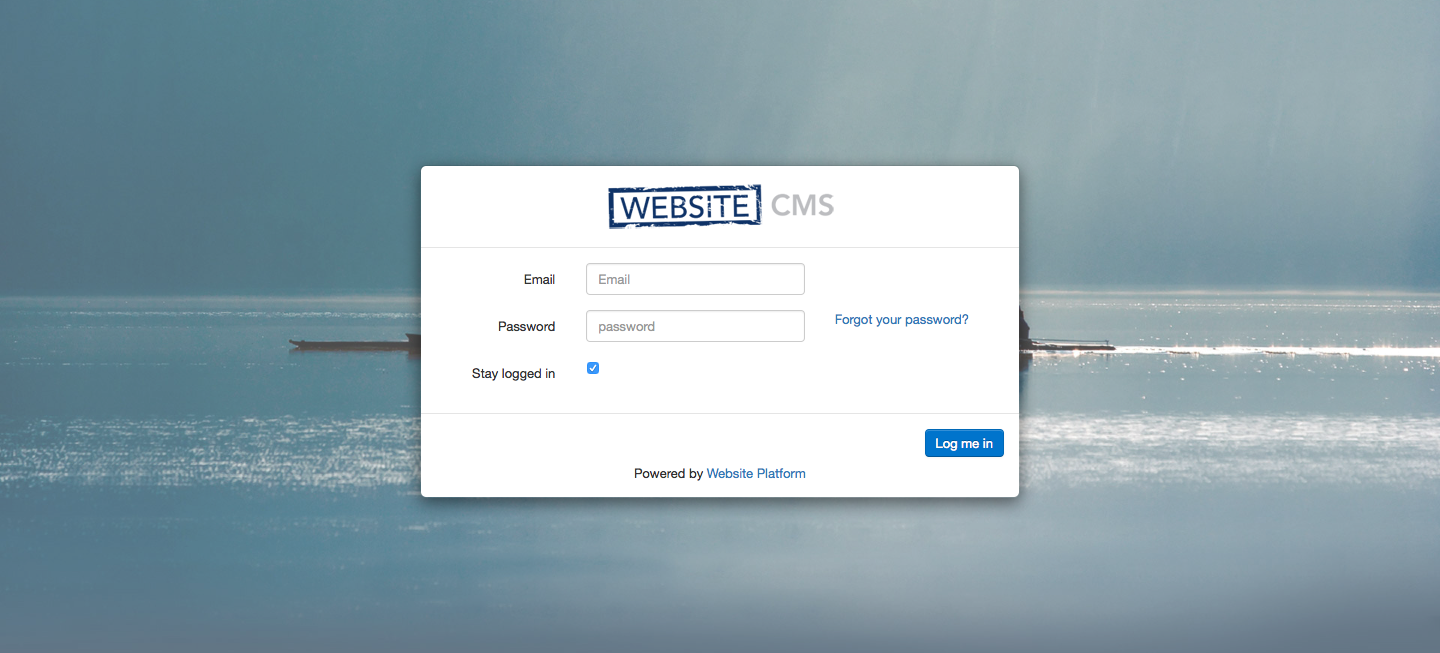 WEBSITE CMS
Email Email
Password password
Forgot your password?
Stay logged in
Log me in
Powered by Website Platform